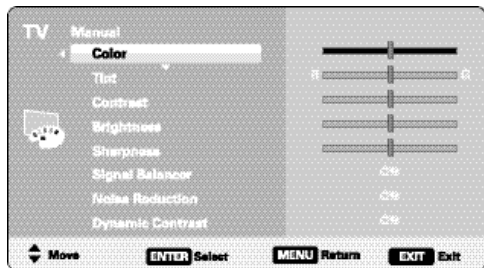 TV Manual
Color
Tint
R G
Contrast
Brightness
Sharpness
Signal Balancer
Noise Reduction
Dynamic Contrast
Move ENTER Select MENU Return EXIT Exit